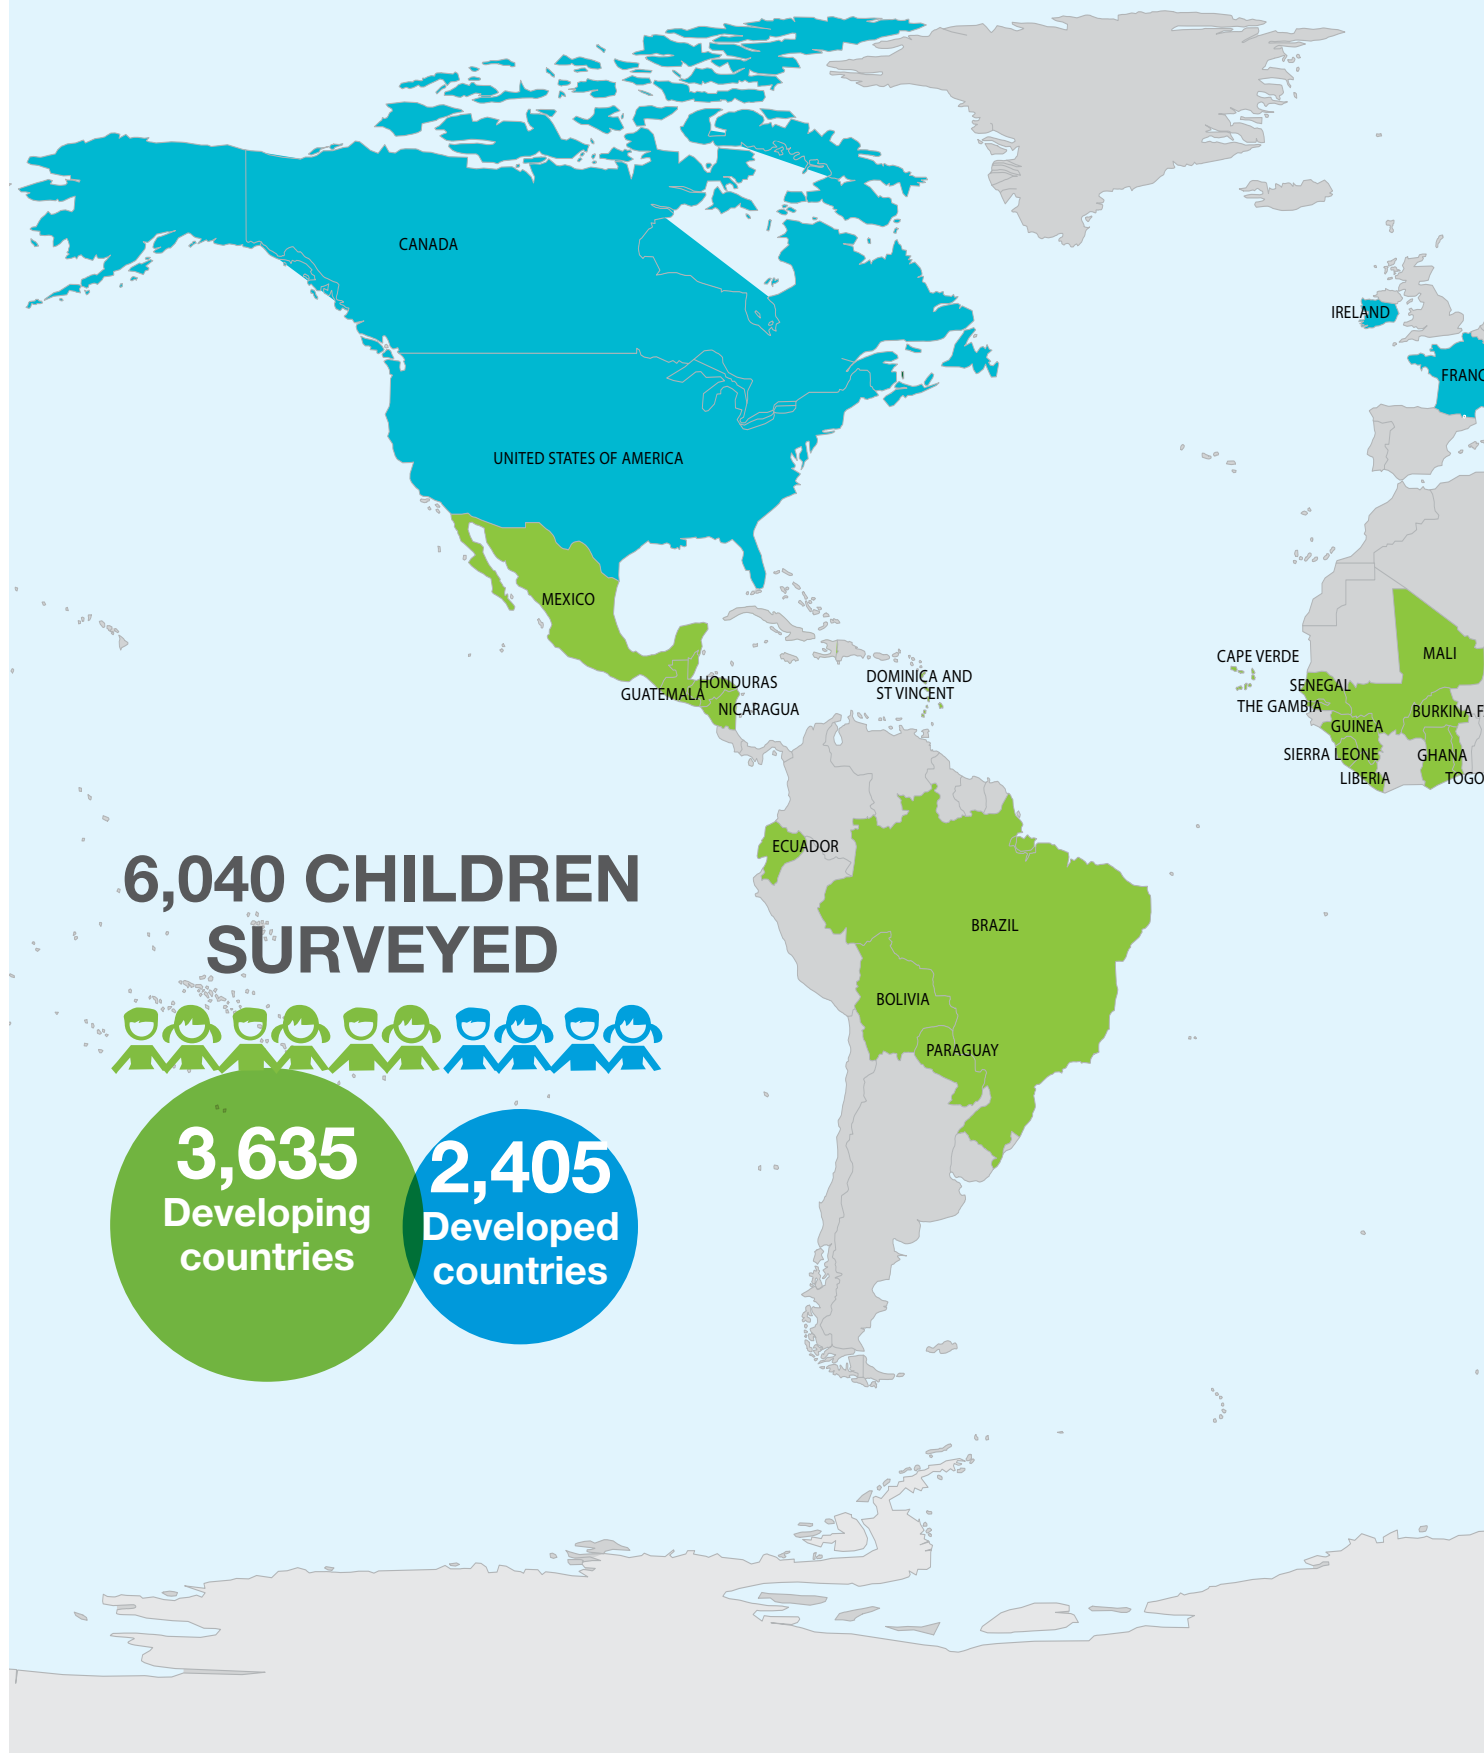 CANADA
IRELAND
FRANC
UNITED STATES OF AMERICA
MEXICO
CAPE VERDE
MALI
DOMINICA AND
ST VINCENT
HONDURAS
GUATEMALA
SENEGAL
NICARAGUA
THE GAMBIA
BURKINA F
GUINEA
SIERRA LEONE
GHANA
LIBERIA
TOGO
ECUADOR
BRAZIL
BOLIVIA
PARAGUAY
6,040 CHILDREN
SURVEYED
3,635
Developing
countries
2,405
Developed
countries